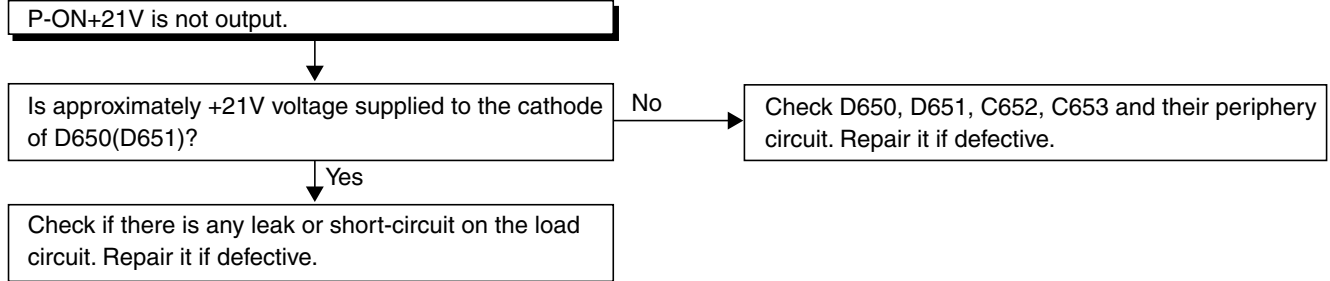 P-ON+21V is not output.
Is approximately +21V voltage supplied to the cathode
of D650(D651)?
No
Check D650, D651, C652, C653 and their periphery
circuit. Repair it if defective.
Yes
Check if there is any leak or short-circuit on the load
circuit. Repair it if defective.